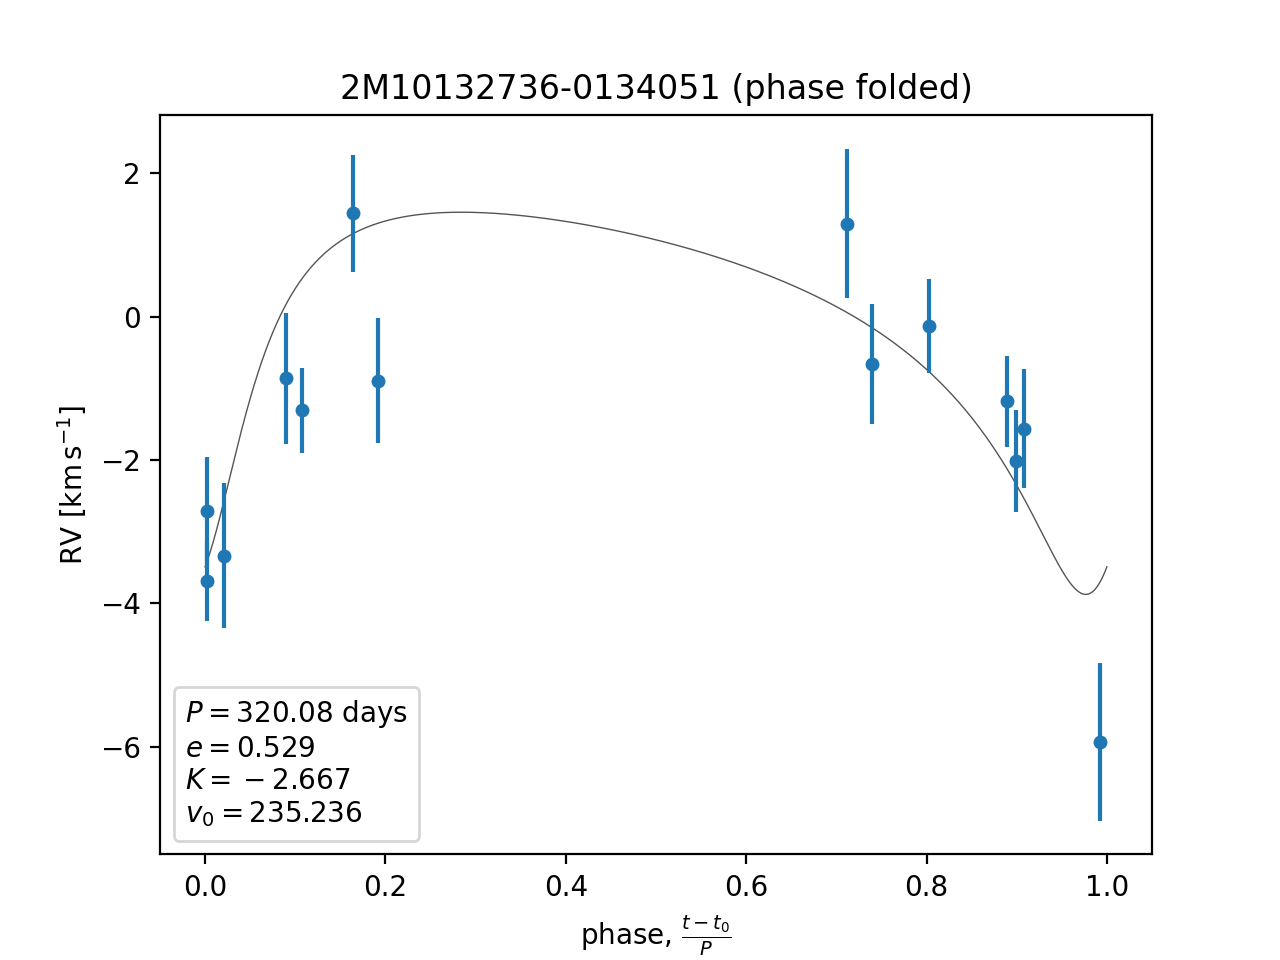 2M10132736-0134051 (phase folded)
RV [km s⁻¹]
2
0
−2
−4
−6
P = 320.08 days
e = 0.529
K = −2.667
v₀ = 235.236
0.0 0.2 0.4 0.6 0.8 1.0
phase, (t − t₀)/P